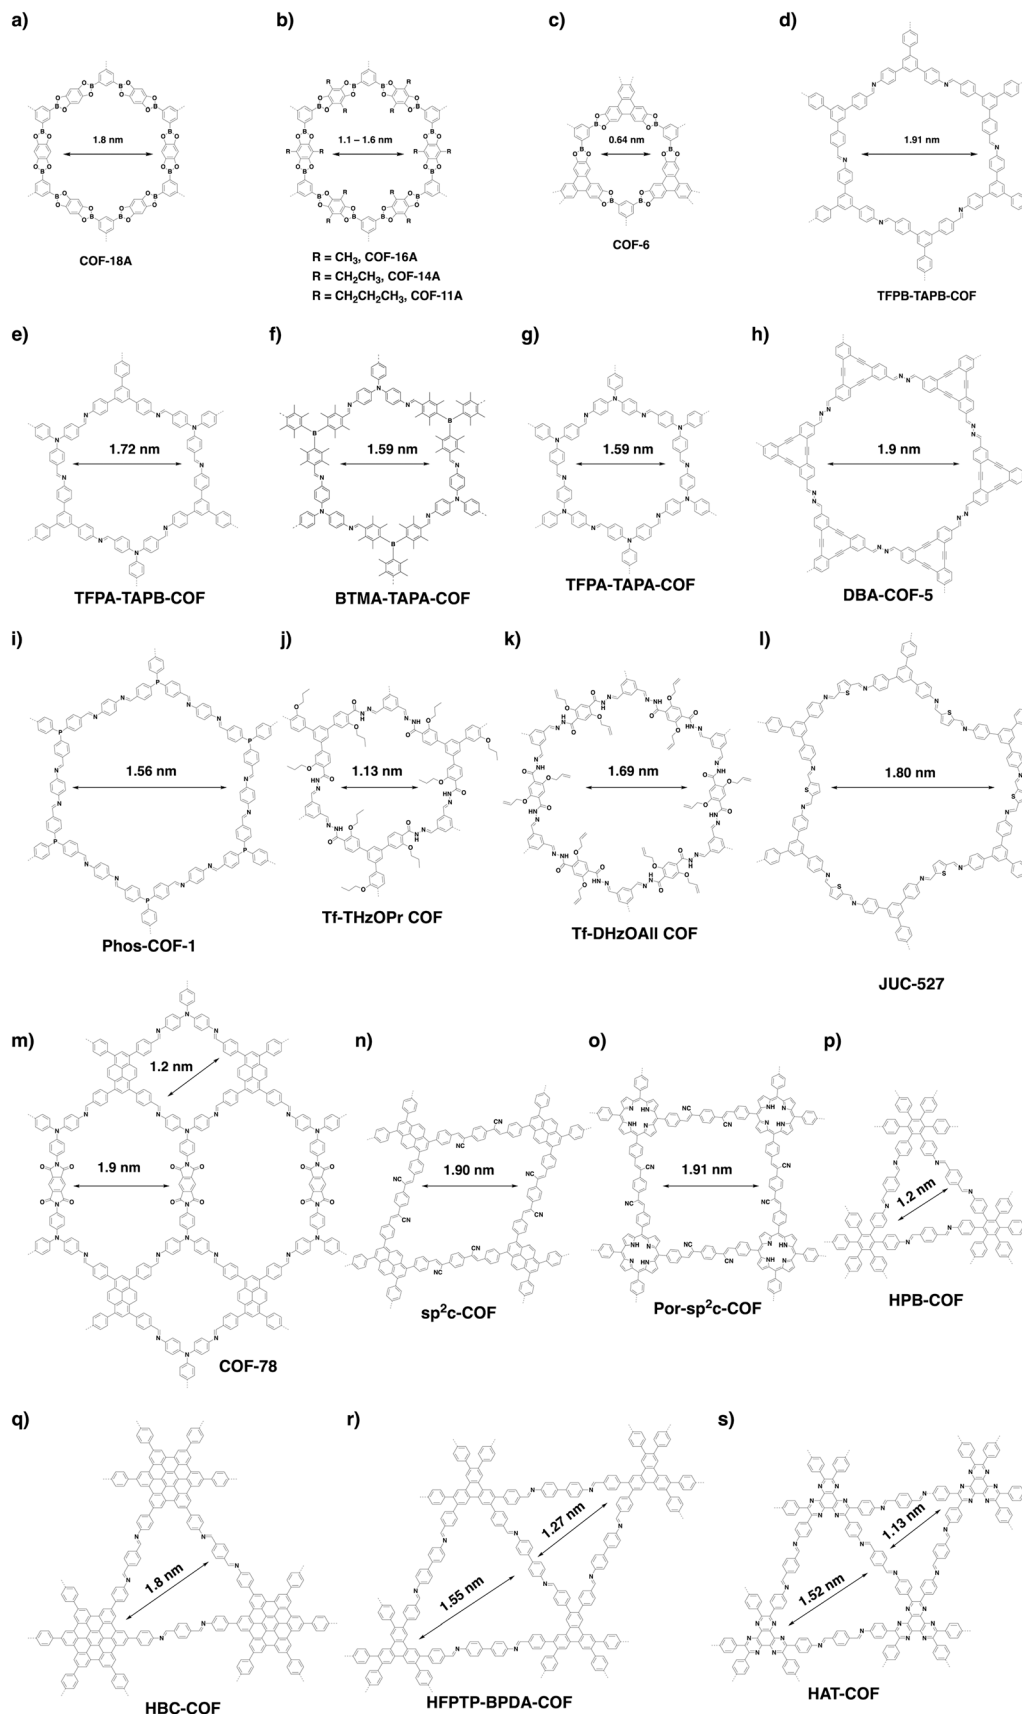 a)
b)
c)
d)
1.8 nm
1.1 – 1.6 nm
0.64 nm
1.91 nm
COF-18A
R = CH3, COF-16A
R = CH2CH3, COF-14A
R = CH2CH2CH3, COF-11A
COF-6
TFPB-TAPB-COF
e)
f)
g)
h)
1.72 nm
1.59 nm
1.59 nm
1.9 nm
TFPA-TAPB-COF
BTMA-TAPA-COF
TFPA-TAPA-COF
DBA-COF-5
i)
j)
k)
l)
1.56 nm
1.13 nm
1.69 nm
1.80 nm
Phos-COF-1
Tf-THzOPr COF
Tf-DHzOAll COF
JUC-527
m)
n)
o)
p)
1.2 nm
1.9 nm
1.90 nm
1.91 nm
1.2 nm
COF-78
sp²c-COF
Por-sp²c-COF
HPB-COF
q)
r)
s)
1.8 nm
1.27 nm
1.55 nm
1.13 nm
1.52 nm
HBC-COF
HFPTP-BPDA-COF
HAT-COF